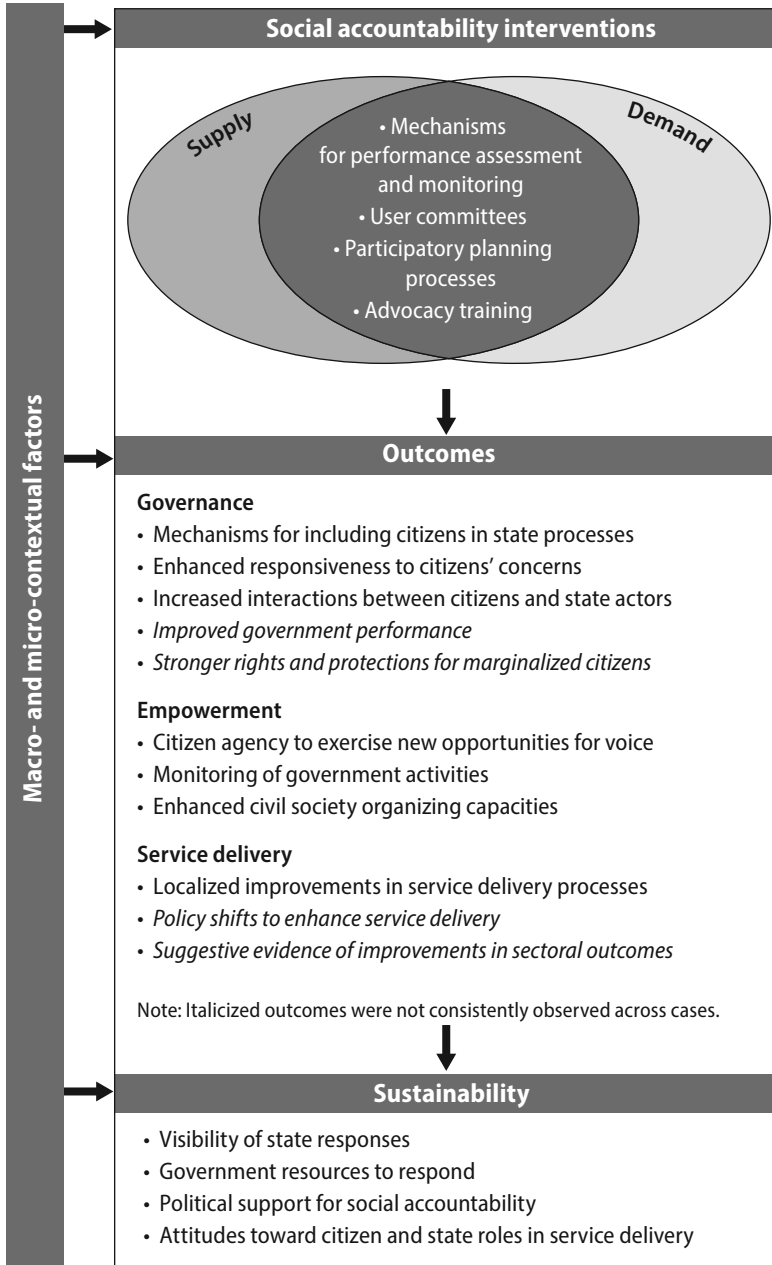 Macro- and micro-contextual factors
Social accountability interventions
Supply
Demand
• Mechanisms
for performance assessment
and monitoring
• User committees
• Participatory planning
processes
• Advocacy training
Outcomes
Governance
• Mechanisms for including citizens in state processes
• Enhanced responsiveness to citizens’ concerns
• Increased interactions between citizens and state actors
• Improved government performance
• Stronger rights and protections for marginalized citizens
Empowerment
• Citizen agency to exercise new opportunities for voice
• Monitoring of government activities
• Enhanced civil society organizing capacities
Service delivery
• Localized improvements in service delivery processes
• Policy shifts to enhance service delivery
• Suggestive evidence of improvements in sectoral outcomes
Note: Italicized outcomes were not consistently observed across cases.
Sustainability
• Visibility of state responses
• Government resources to respond
• Political support for social accountability
• Attitudes toward citizen and state roles in service delivery